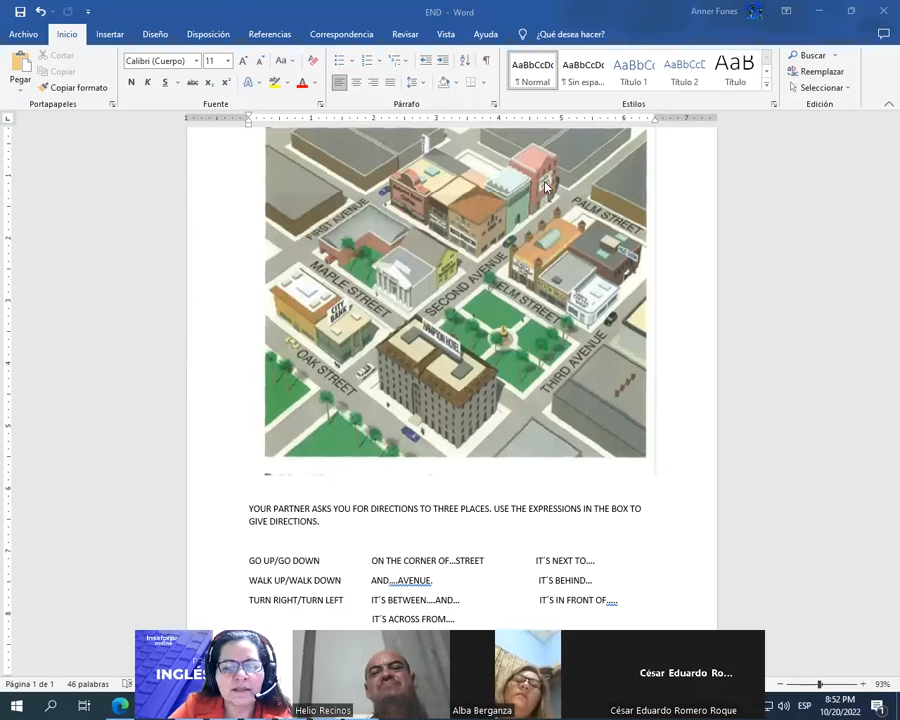 END - Word
Anner Funes
Archivo
Inicio
Insertar
Diseño
Disposición
Referencias
Correspondencia
Revisar
Vista
Ayuda
¿Qué desea hacer?
Pegar
Cortar
Copiar
Copiar formato
Portapapeles
Calibri (Cuerpo)
11
Fuente
Párrafo
AaBbCcDc
¶ Normal
AaBbCcDc
¶ Sin espa...
AaBbCc
Título 1
AaBbCcC
Título 2
AaB
Título
Estilos
Buscar
Reemplazar
Seleccionar
Edición
FIRST AVENUE
PALM STREET
MAPLE STREET
SECOND AVENUE
ELM STREET
CITY BANK
HAMPTON HOTEL
OAK STREET
THIRD AVENUE
YOUR PARTNER ASKS YOU FOR DIRECTIONS TO THREE PLACES. USE THE EXPRESSIONS IN THE BOX TO
GIVE DIRECTIONS.
GO UP/GO DOWN ON THE CORNER OF...STREET IT´S NEXT TO....
WALK UP/WALK DOWN AND....AVENUE. IT´S BEHIND...
TURN RIGHT/TURN LEFT IT´S BETWEEN....AND... IT´S IN FRONT OF.....
IT´S ACROSS FROM....
Insaforp
online
INGLÉS
Helio Recinos
Alba Berganza
César Eduardo Ro...
César Eduardo Romero Roque
Página 1 de 1
46 palabras
93%
ESP
8:52 PM
10/20/2022